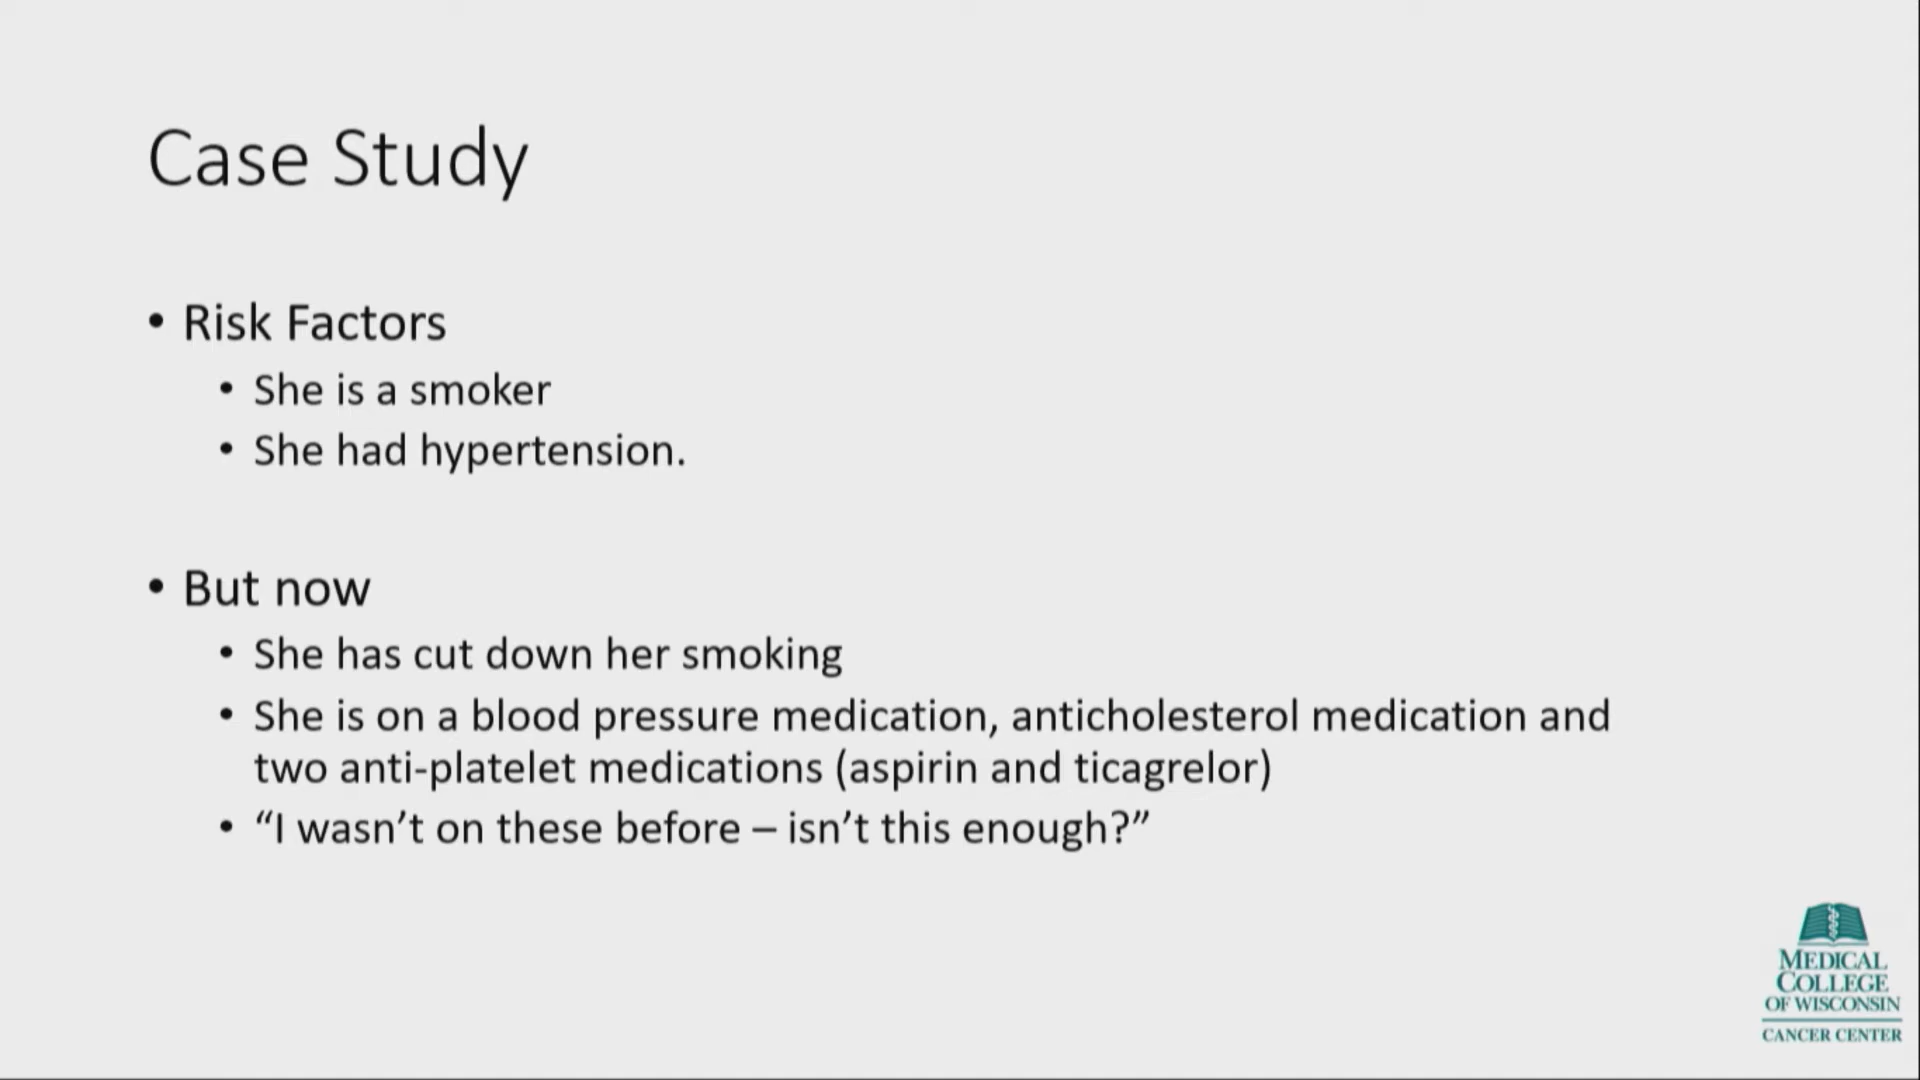 Case Study
• Risk Factors
• She is a smoker
• She had hypertension.
• But now
• She has cut down her smoking
• She is on a blood pressure medication, anticholesterol medication and
two anti-platelet medications (aspirin and ticagrelor)
• “I wasn’t on these before – isn’t this enough?”
MEDICAL
COLLEGE
OF WISCONSIN
CANCER CENTER